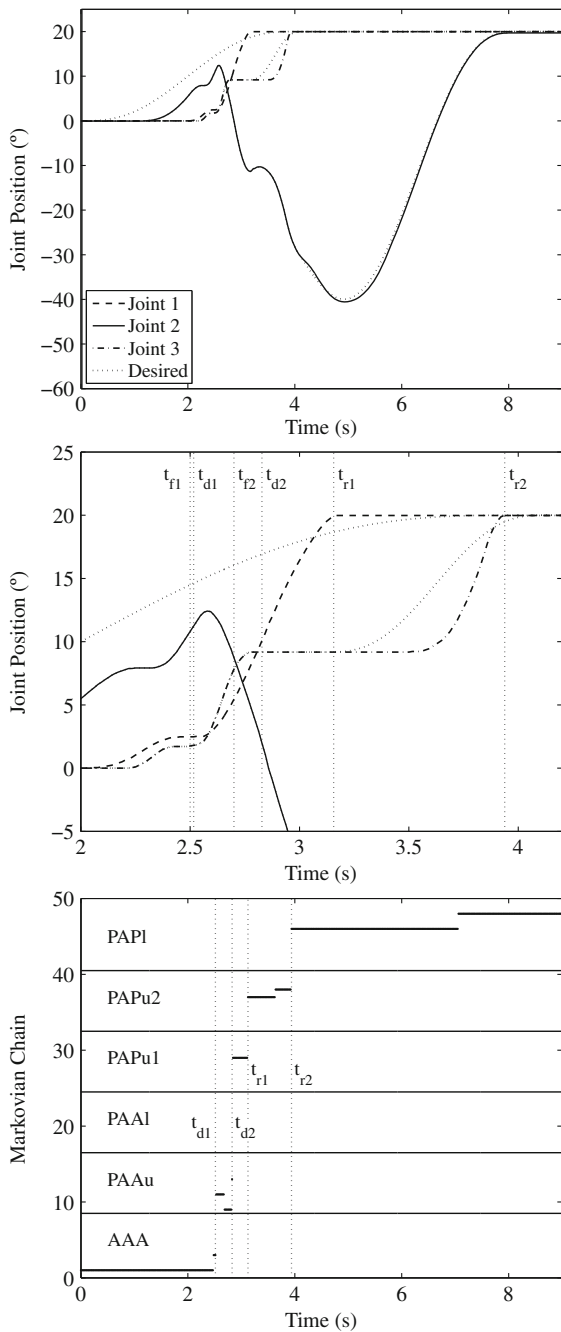 20
10
0
−10
−20
−30
−40
−50
−60
Joint Position (°)
Joint 1
Joint 2
Joint 3
Desired
0 2 4 6 8
Time (s)
25
20
15
10
5
0
−5
Joint Position (°)
t_f1 t_d1 t_f2 t_d2 t_r1 t_r2
2 2.5 3 3.5 4
Time (s)
50
40
30
20
10
0
Markovian Chain
PAPl
PAPu2
PAPu1
t_r1 t_r2
PAAl
t_d1 t_d2
PAAu
AAA
0 2 4 6 8
Time (s)